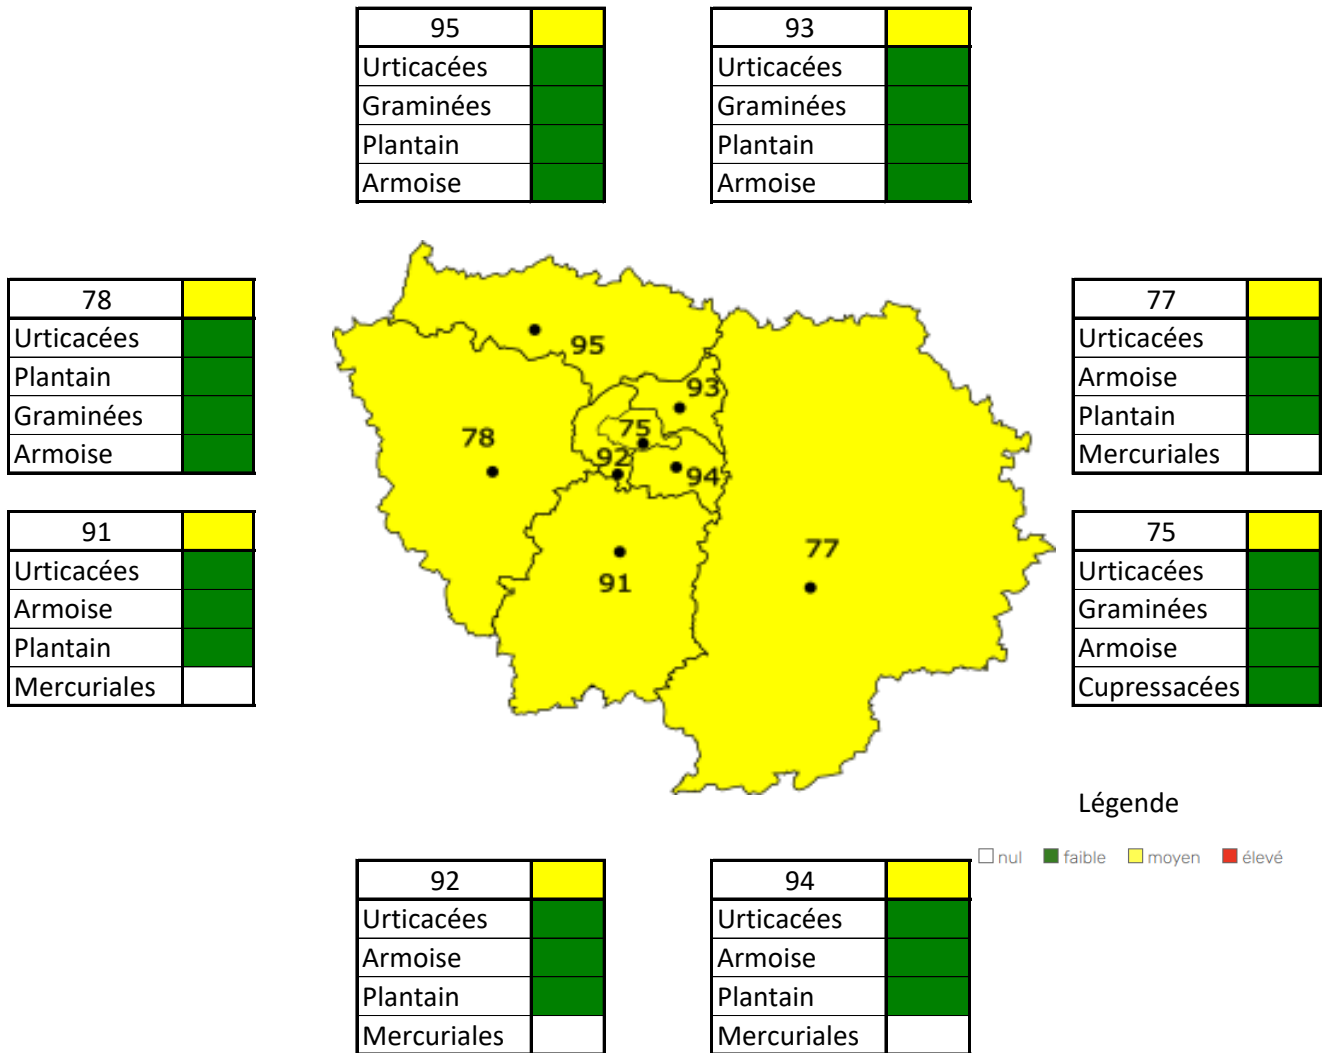 95
Urticacées
Graminées
Plantain
Armoise
93
Urticacées
Graminées
Plantain
Armoise
78
Urticacées
Plantain
Graminées
Armoise
91
Urticacées
Armoise
Plantain
Mercuriales
95
93
75
78
92
94
77
91
77
Urticacées
Armoise
Plantain
Mercuriales
75
Urticacées
Graminées
Armoise
Cupressacées
Légende
nul faible moyen élevé
92
Urticacées
Armoise
Plantain
Mercuriales
94
Urticacées
Armoise
Plantain
Mercuriales